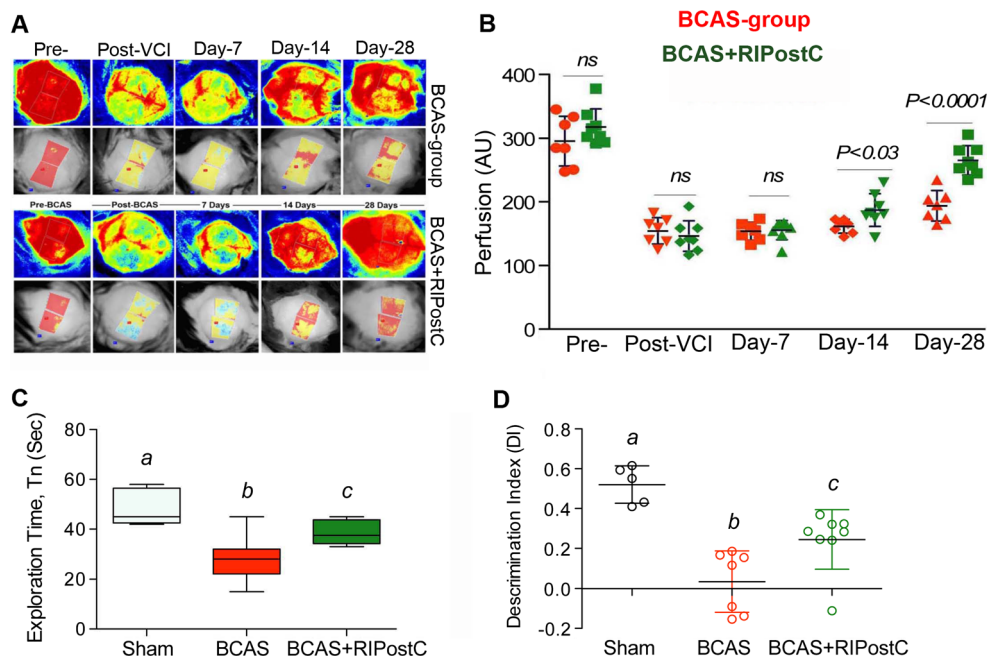 A
Pre- Post-VCI Day-7 Day-14 Day-28
BCAS-group
Pre-BCAS Post-BCAS 7 Days 14 Days 28 Days
BCAS+RIPostC
B
BCAS-group
BCAS+RIPostC
Perfusion (AU)
400
300
200
100
0
ns
ns
ns
P<0.03
P<0.0001
Pre- Post-VCI Day-7 Day-14 Day-28
C
Exploration Time, Tn (Sec)
80
60
40
20
0
a
b
c
Sham BCAS BCAS+RIPostC
D
Descrimination Index (DI)
0.8
0.6
0.4
0.2
0.0
-0.2
a
b
c
Sham BCAS BCAS+RIPostC